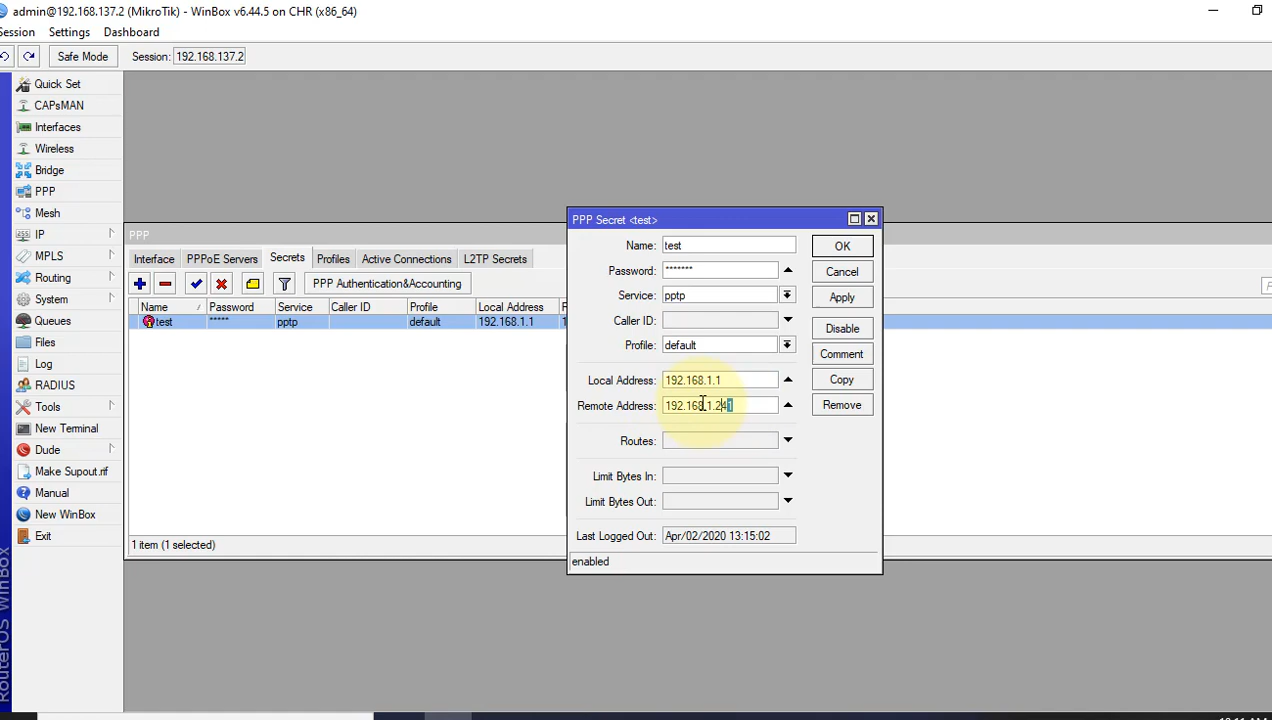 admin@192.168.137.2 (MikroTik) - WinBox v6.44.5 on CHR (x86_64)
Session Settings Dashboard
Safe Mode Session: 192.168.137.2
Quick Set
CAPsMAN
Interfaces
Wireless
Bridge
PPP
Mesh
IP
MPLS
Routing
System
Queues
Files
Log
RADIUS
Tools
New Terminal
Dude
Make Supout.rif
Manual
New WinBox
Exit
RouterOS WinBox
PPP
Interface PPPoE Servers Secrets Profiles Active Connections L2TP Secrets
PPP Authentication&Accounting
Name Password Service Caller ID Profile Local Address
test ***** pptp default 192.168.1.1
1 item (1 selected)
PPP Secret <test>
Name: test
Password: *******
Service: pptp
Caller ID:
Profile: default
Local Address: 192.168.1.1
Remote Address: 192.168.1.241
Routes:
Limit Bytes In:
Limit Bytes Out:
Last Logged Out: Apr/02/2020 13:15:02
enabled
OK
Cancel
Apply
Disable
Comment
Copy
Remove